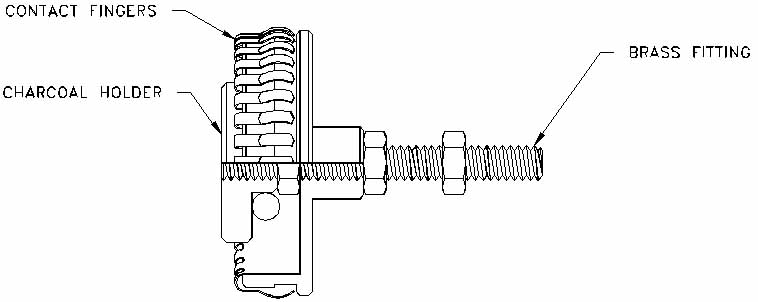 CONTACT FINGERS
BRASS FITTING
CHARCOAL HOLDER